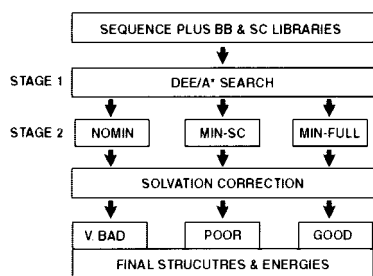 SEQUENCE PLUS BB & SC LIBRARIES
STAGE 1
DEE/A* SEARCH
STAGE 2
NOMIN
MIN-SC
MIN-FULL
SOLVATION CORRECTION
V. BAD
POOR
GOOD
FINAL STRUCUTRES & ENERGIES